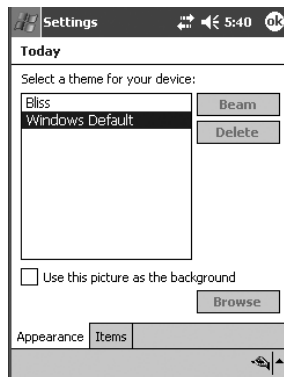 Settings 5:40 ok
Today
Select a theme for your device:
Bliss
Beam
Windows Default
Delete
Use this picture as the background
Browse
Appearance Items